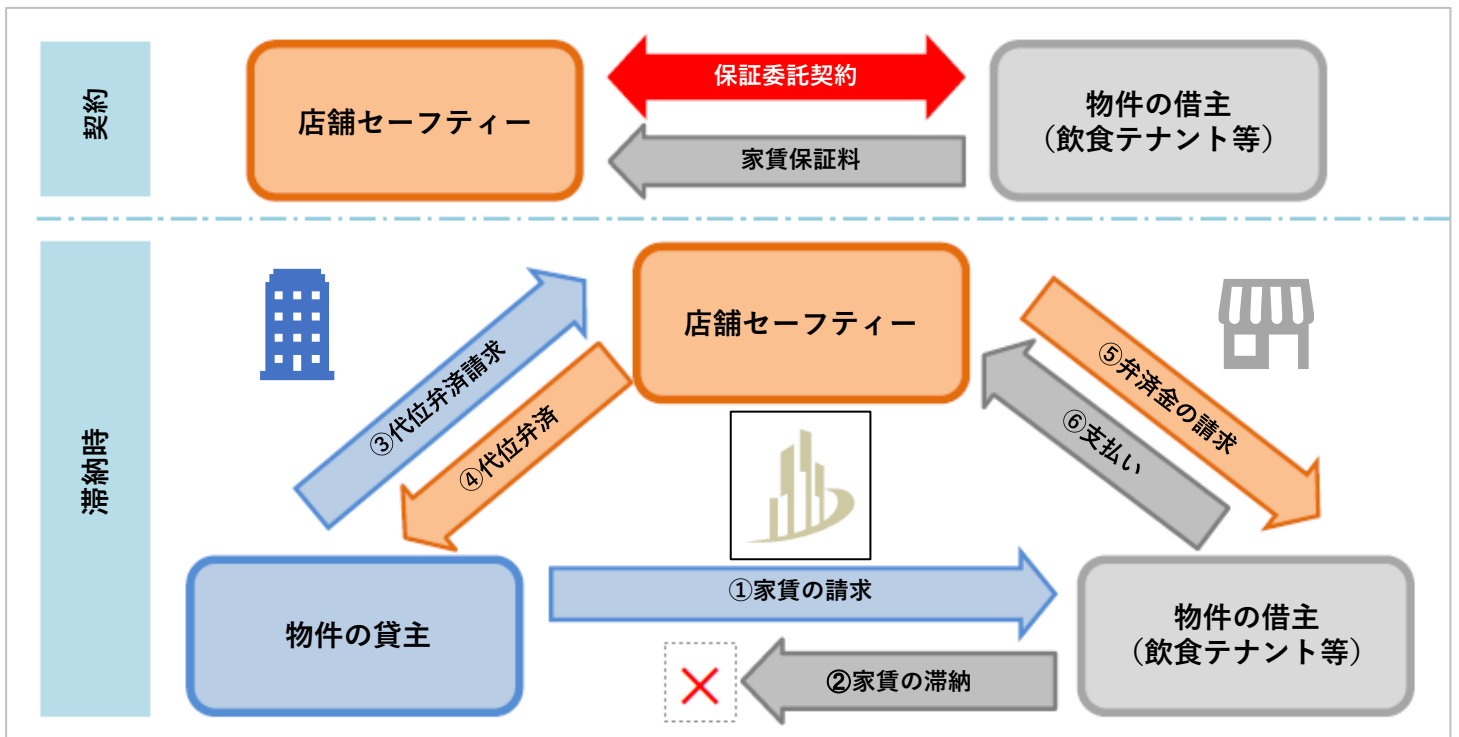 契約
店舗セーフティー
保証委託契約
家賃保証料
物件の借主
（飲食テナント等）
滞納時
店舗セーフティー
③代位弁済請求
④代位弁済
⑤弁済金の請求
⑥支払い
物件の貸主
①家賃の請求
②家賃の滞納
物件の借主
（飲食テナント等）